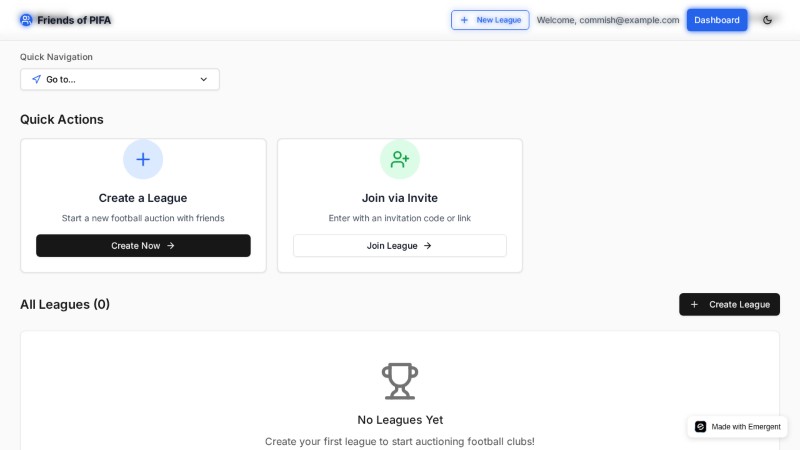 Friends of PIFA
New League
Welcome, commish@example.com
Dashboard
Quick Navigation
Go to...
Quick Actions
Create a League
Start a new football auction with friends
Create Now
Join via Invite
Enter with an invitation code or link
Join League
All Leagues (0)
Create League
No Leagues Yet
Create your first league to start auctioning football clubs!
Made with Emergent